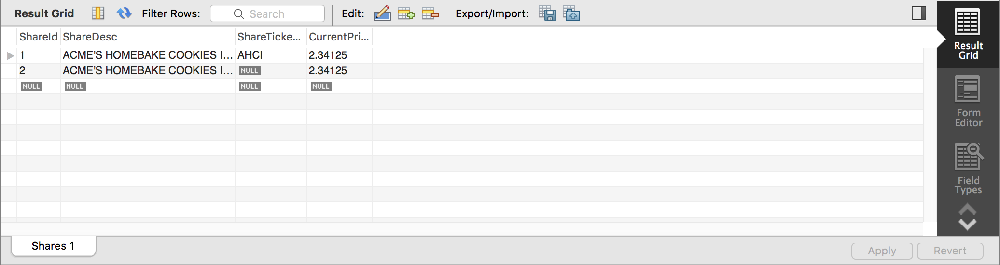 Result Grid Filter Rows: Search Edit: Export/Import:
ShareId ShareDesc ShareTicke... CurrentPri...
1 ACME'S HOMEBAKE COOKIES I... AHCI 2.34125
2 ACME'S HOMEBAKE COOKIES I... NULL 2.34125
NULL NULL NULL NULL
Result
Grid
Form
Editor
Field
Types
Shares 1 Apply Revert